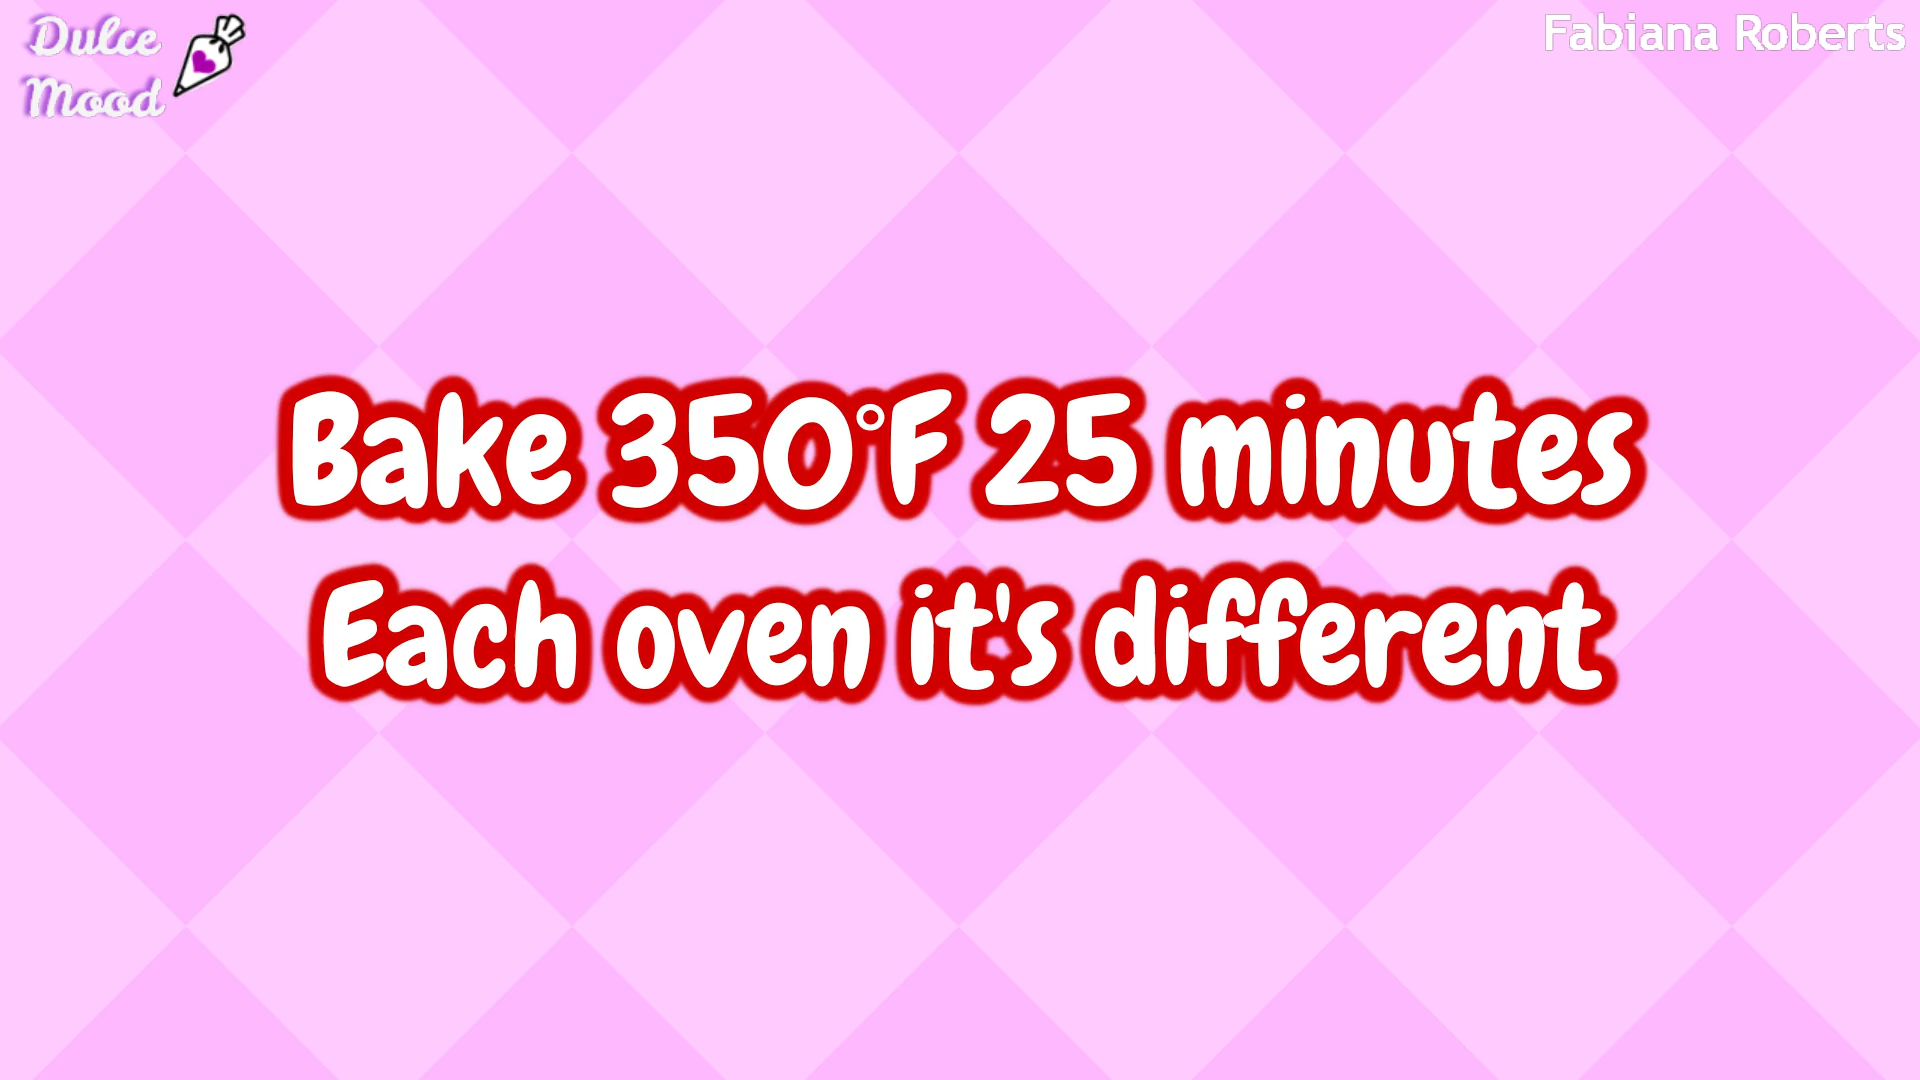 Dulce
Mood
Fabiana Roberts
Bake 350°F 25 minutes
Each oven it's different